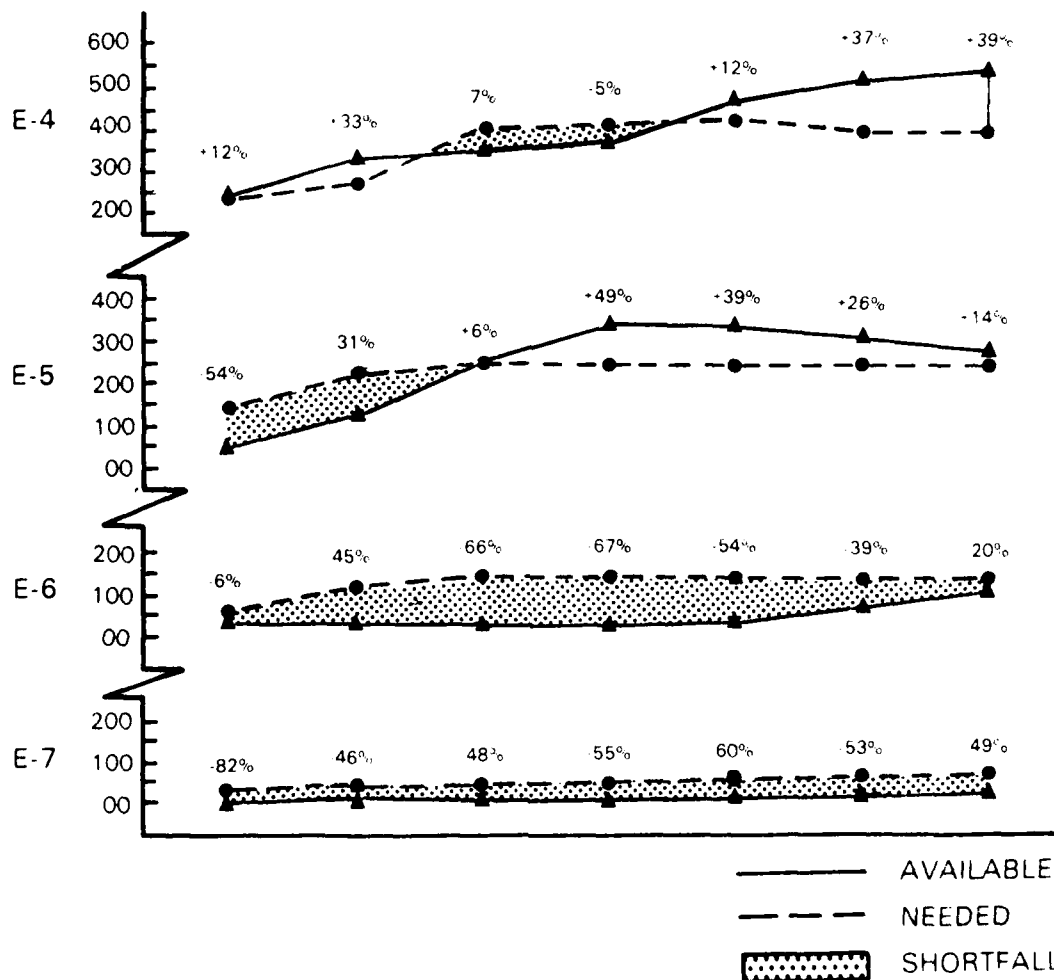 600
500
400
300
200
E-4
+12% +33% 7% -5% +12% +37% +39%
400
300
200
100
00
E-5
-54% 31% +6% +49% +39% +26% +14%
200
100
00
E-6
-6% 45% -66% -67% -54% -39% 20%
200
100
00
E-7
-82% -46% 48% -55% 60% -53% 49%
AVAILABLE
NEEDED
SHORTFALL